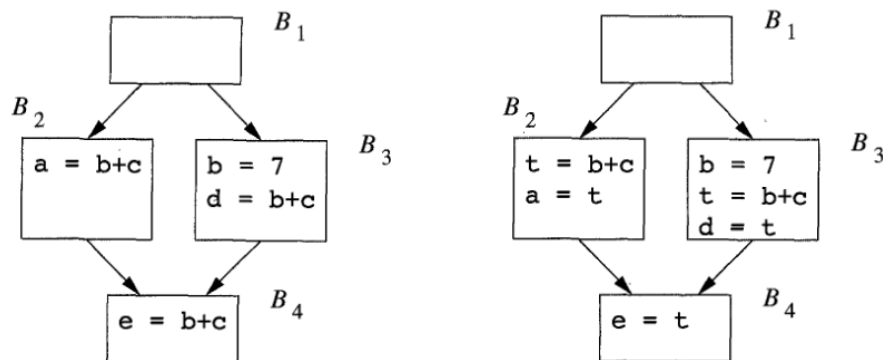 B1
B2
a = b+c
b = 7
d = b+c
B3
e = b+c
B4
B1
B2
t = b+c
a = t
b = 7
t = b+c
d = t
B3
e = t
B4